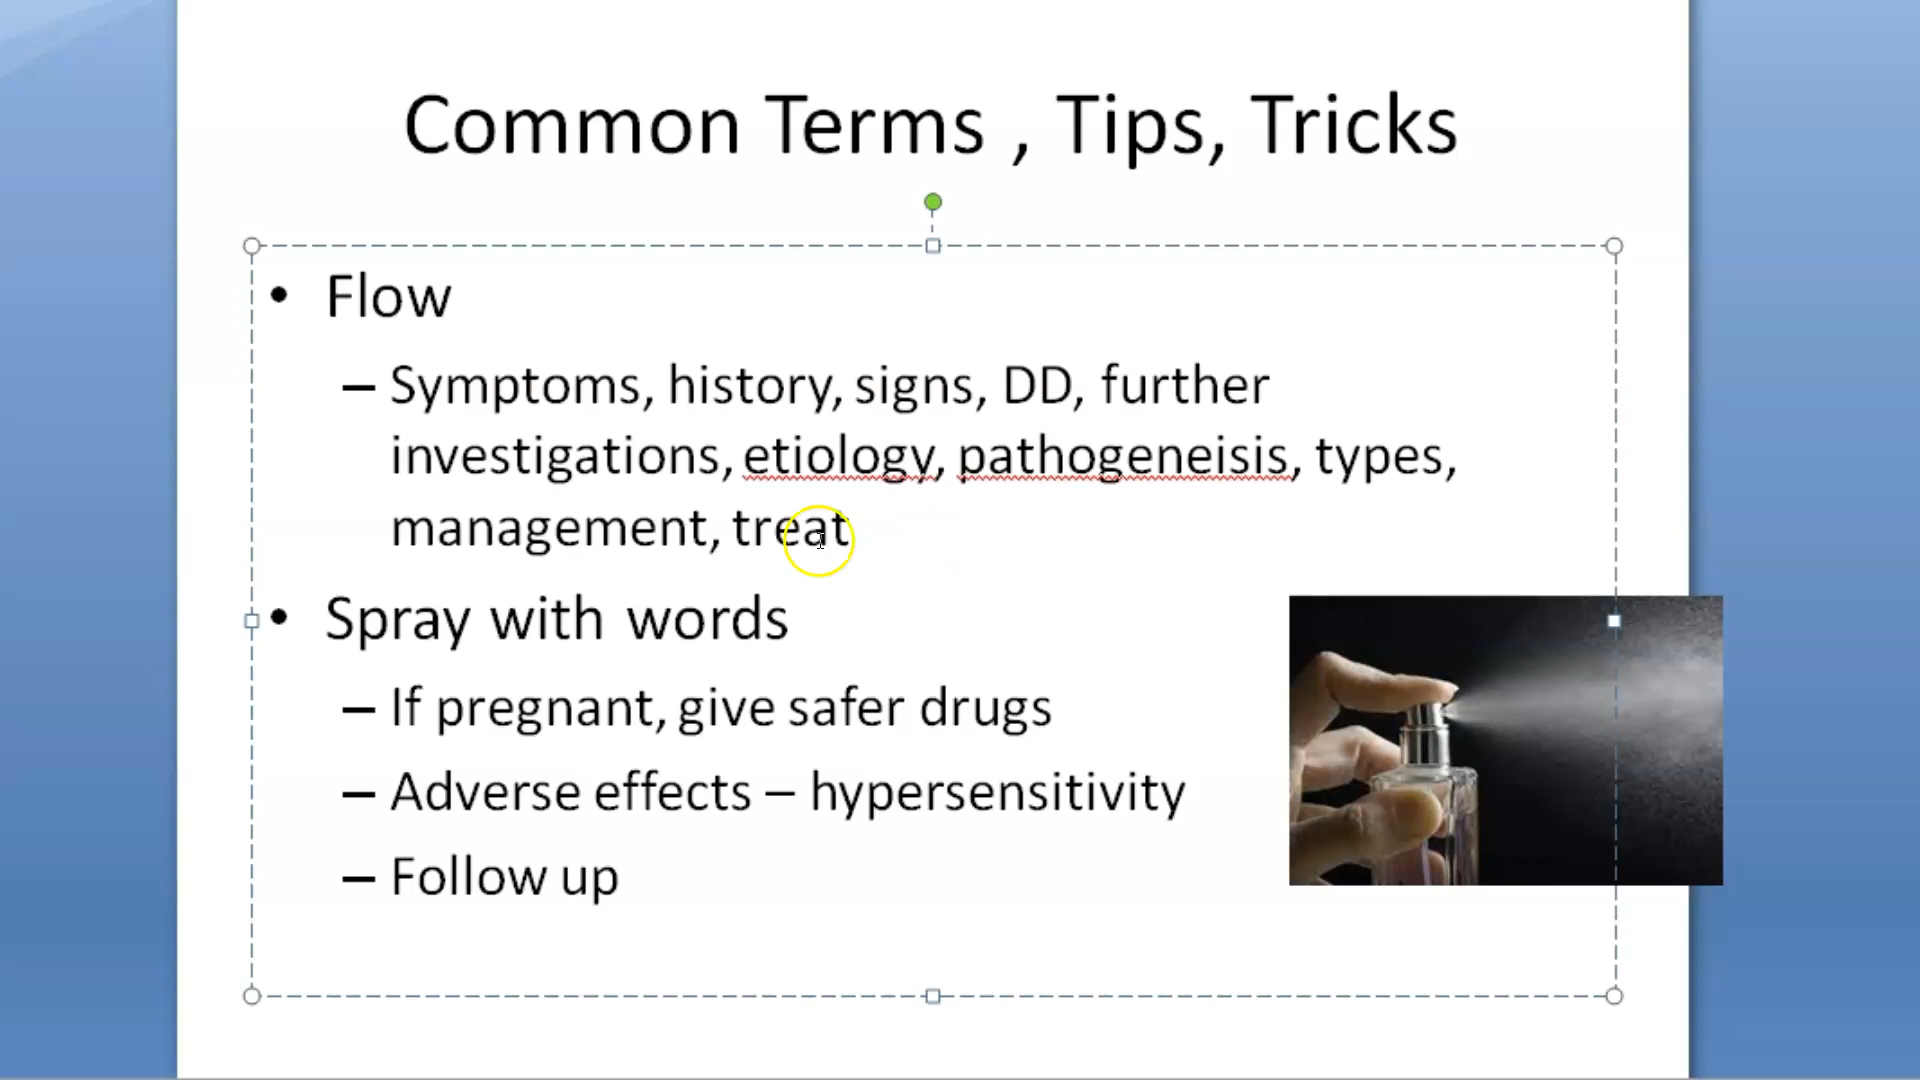 Common Terms , Tips, Tricks
• Flow
– Symptoms, history, signs, DD, further
investigations, etiology, pathogeneisis, types,
management, treat
• Spray with words
– If pregnant, give safer drugs
– Adverse effects – hypersensitivity
– Follow up